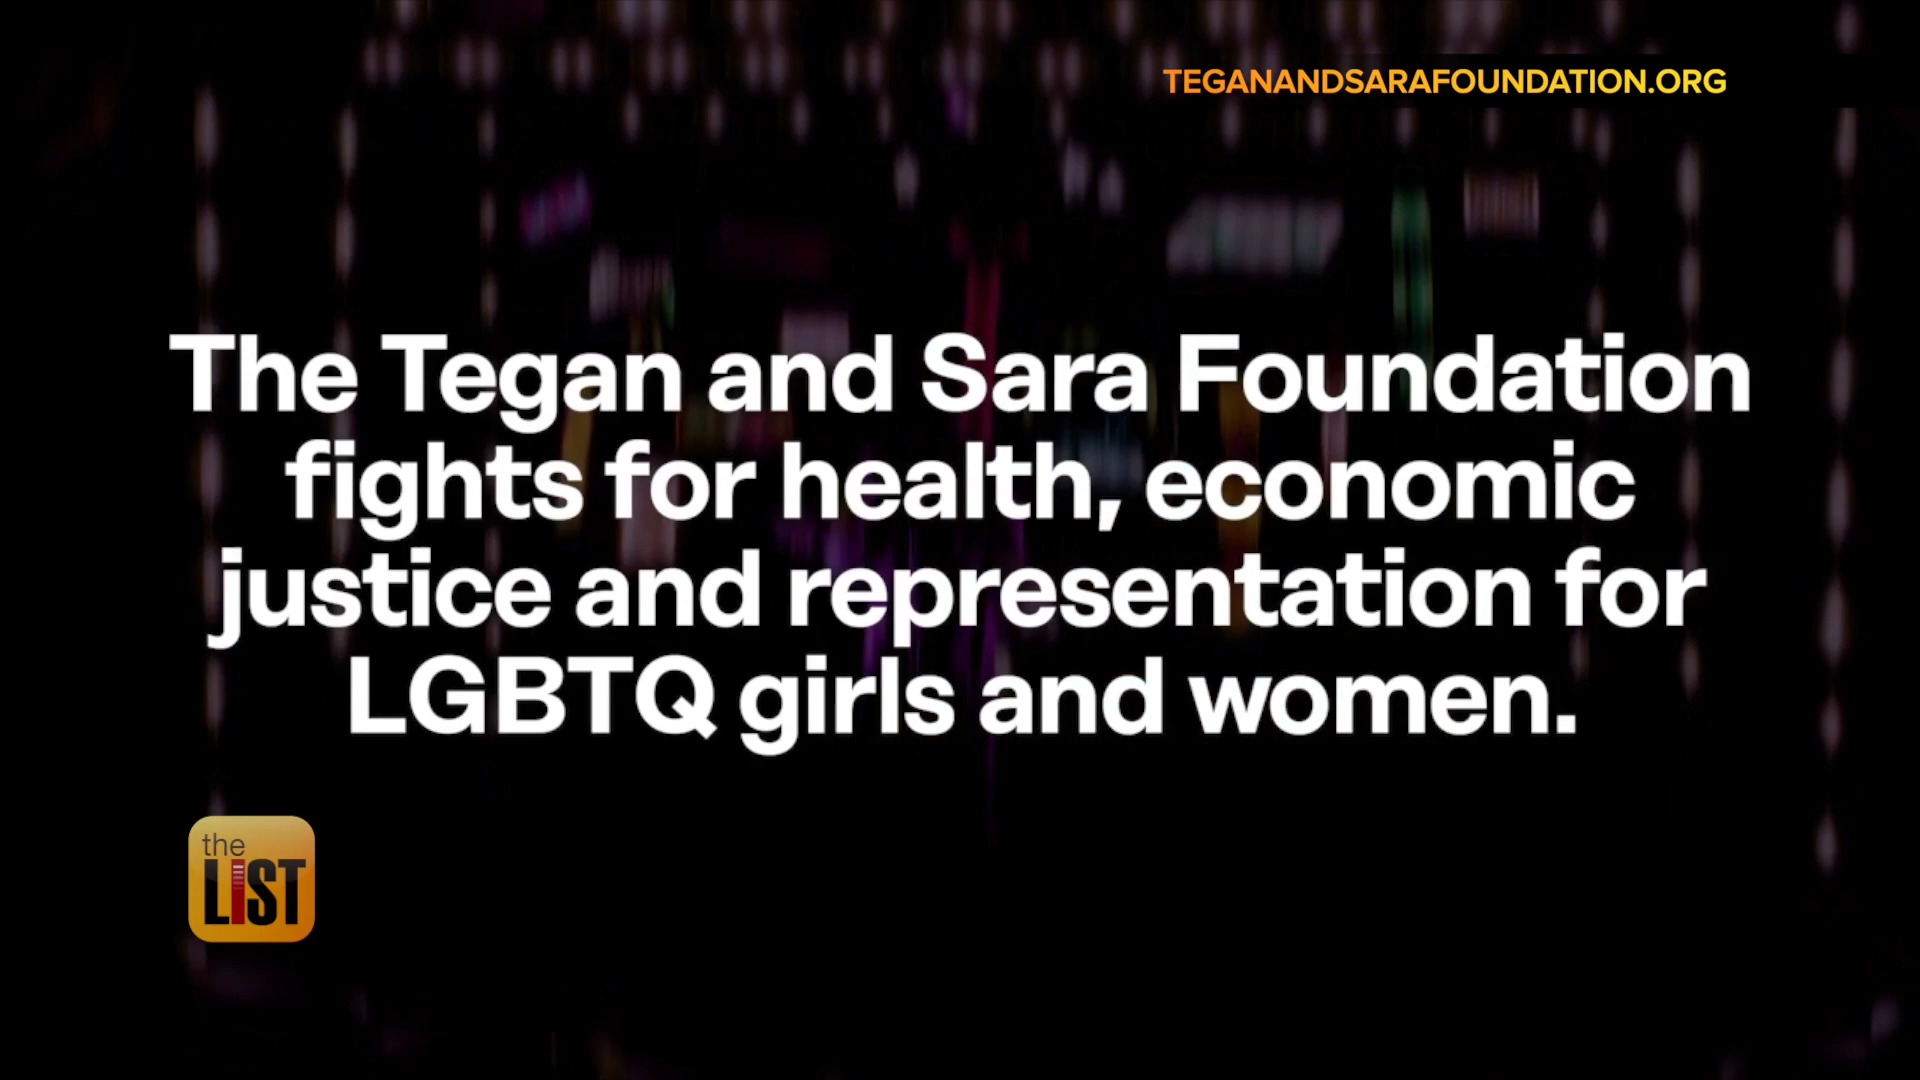 TEGANANDSARAFOUNDATION.ORG
The Tegan and Sara Foundation
fights for health, economic
justice and representation for
LGBTQ girls and women.
the
LIST